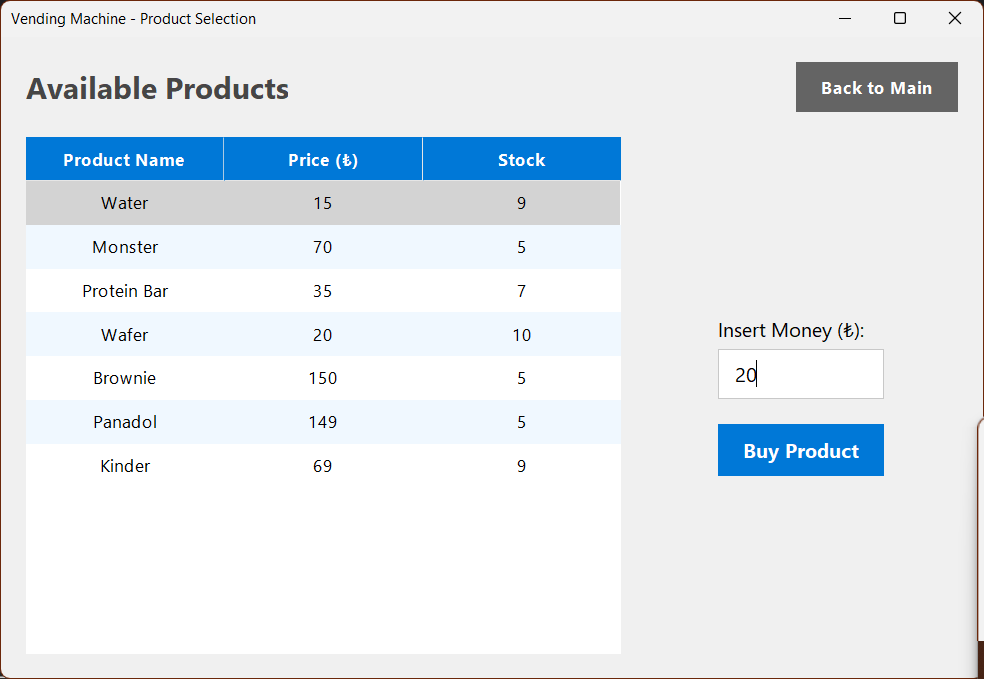 Vending Machine - Product Selection
Available Products
Back to Main
Product Name Price (₺) Stock
Water 15 9
Monster 70 5
Protein Bar 35 7
Wafer 20 10
Brownie 150 5
Panadol 149 5
Kinder 69 9
Insert Money (₺):
20
Buy Product